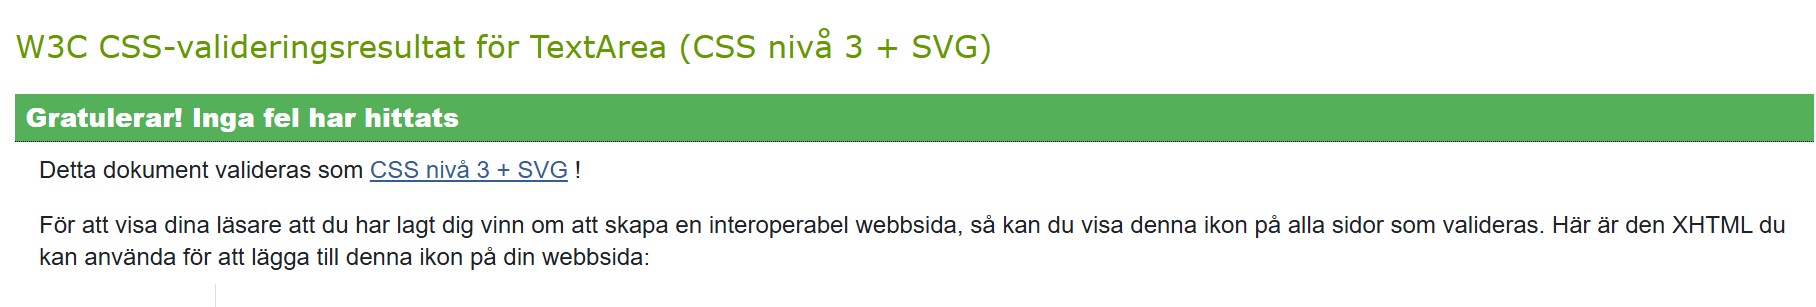 W3C CSS-valideringsresultat för TextArea (CSS nivå 3 + SVG)
Gratulerar! Inga fel har hittats
Detta dokument valideras som CSS nivå 3 + SVG !
För att visa dina läsare att du har lagt dig vinn om att skapa en interoperabel webbsida, så kan du visa denna ikon på alla sidor som valideras. Här är den XHTML du
kan använda för att lägga till denna ikon på din webbsida: